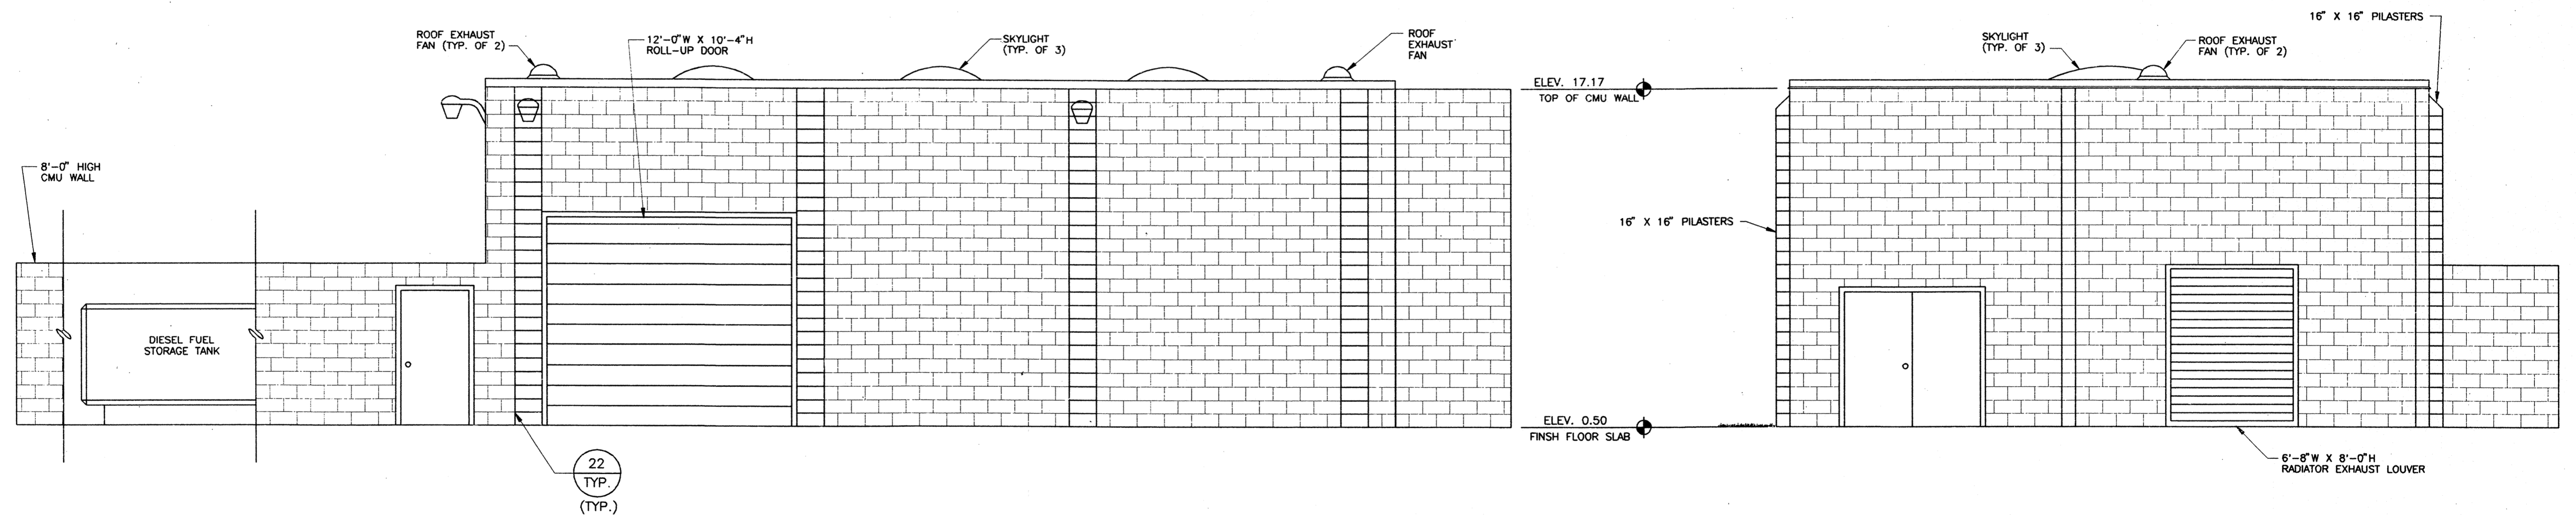 ROOF EXHAUST
FAN (TYP. OF 2)
12'-0"W X 10'-4"H
ROLL-UP DOOR
SKYLIGHT
(TYP. OF 3)
ROOF
EXHAUST
FAN
8'-0" HIGH
CMU WALL
DIESEL FUEL
STORAGE TANK
22
TYP.
(TYP.)
ELEV. 17.17
TOP OF CMU WALL
ELEV. 0.50
FINSH FLOOR SLAB
16" X 16" PILASTERS
SKYLIGHT
(TYP. OF 3)
ROOF EXHAUST
FAN (TYP. OF 2)
16" X 16" PILASTERS
6'-8"W X 8'-0"H
RADIATOR EXHAUST LOUVER